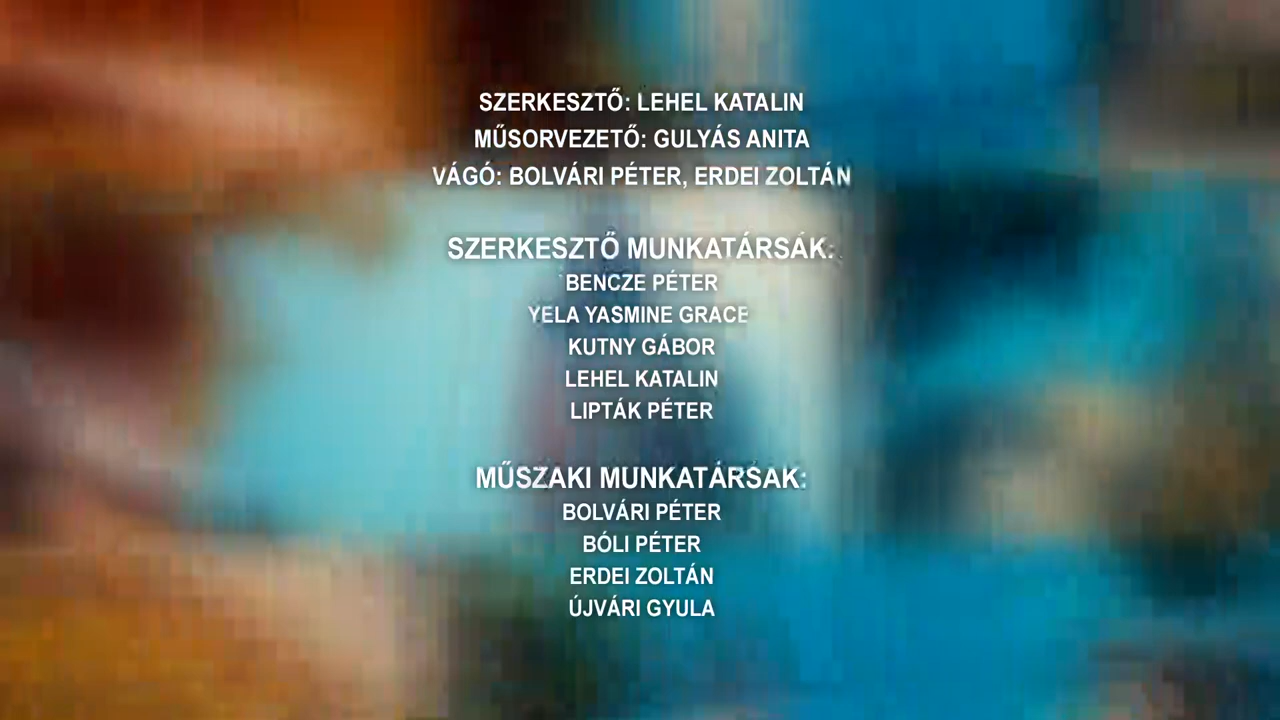 SZERKESZTŐ: LEHEL KATALIN
MŰSORVEZETŐ: GULYÁS ANITA
VÁGÓ: BOLVÁRI PÉTER, ERDEI ZOLTÁN
SZERKESZTŐ MUNKATÁRSAK:
BENCZE PÉTER
YELA YASMINE GRACE
KUTNY GÁBOR
LEHEL KATALIN
LIPTÁK PÉTER
MŰSZAKI MUNKATÁRSAK:
BOLVÁRI PÉTER
BÓLI PÉTER
ERDEI ZOLTÁN
ÚJVÁRI GYULA